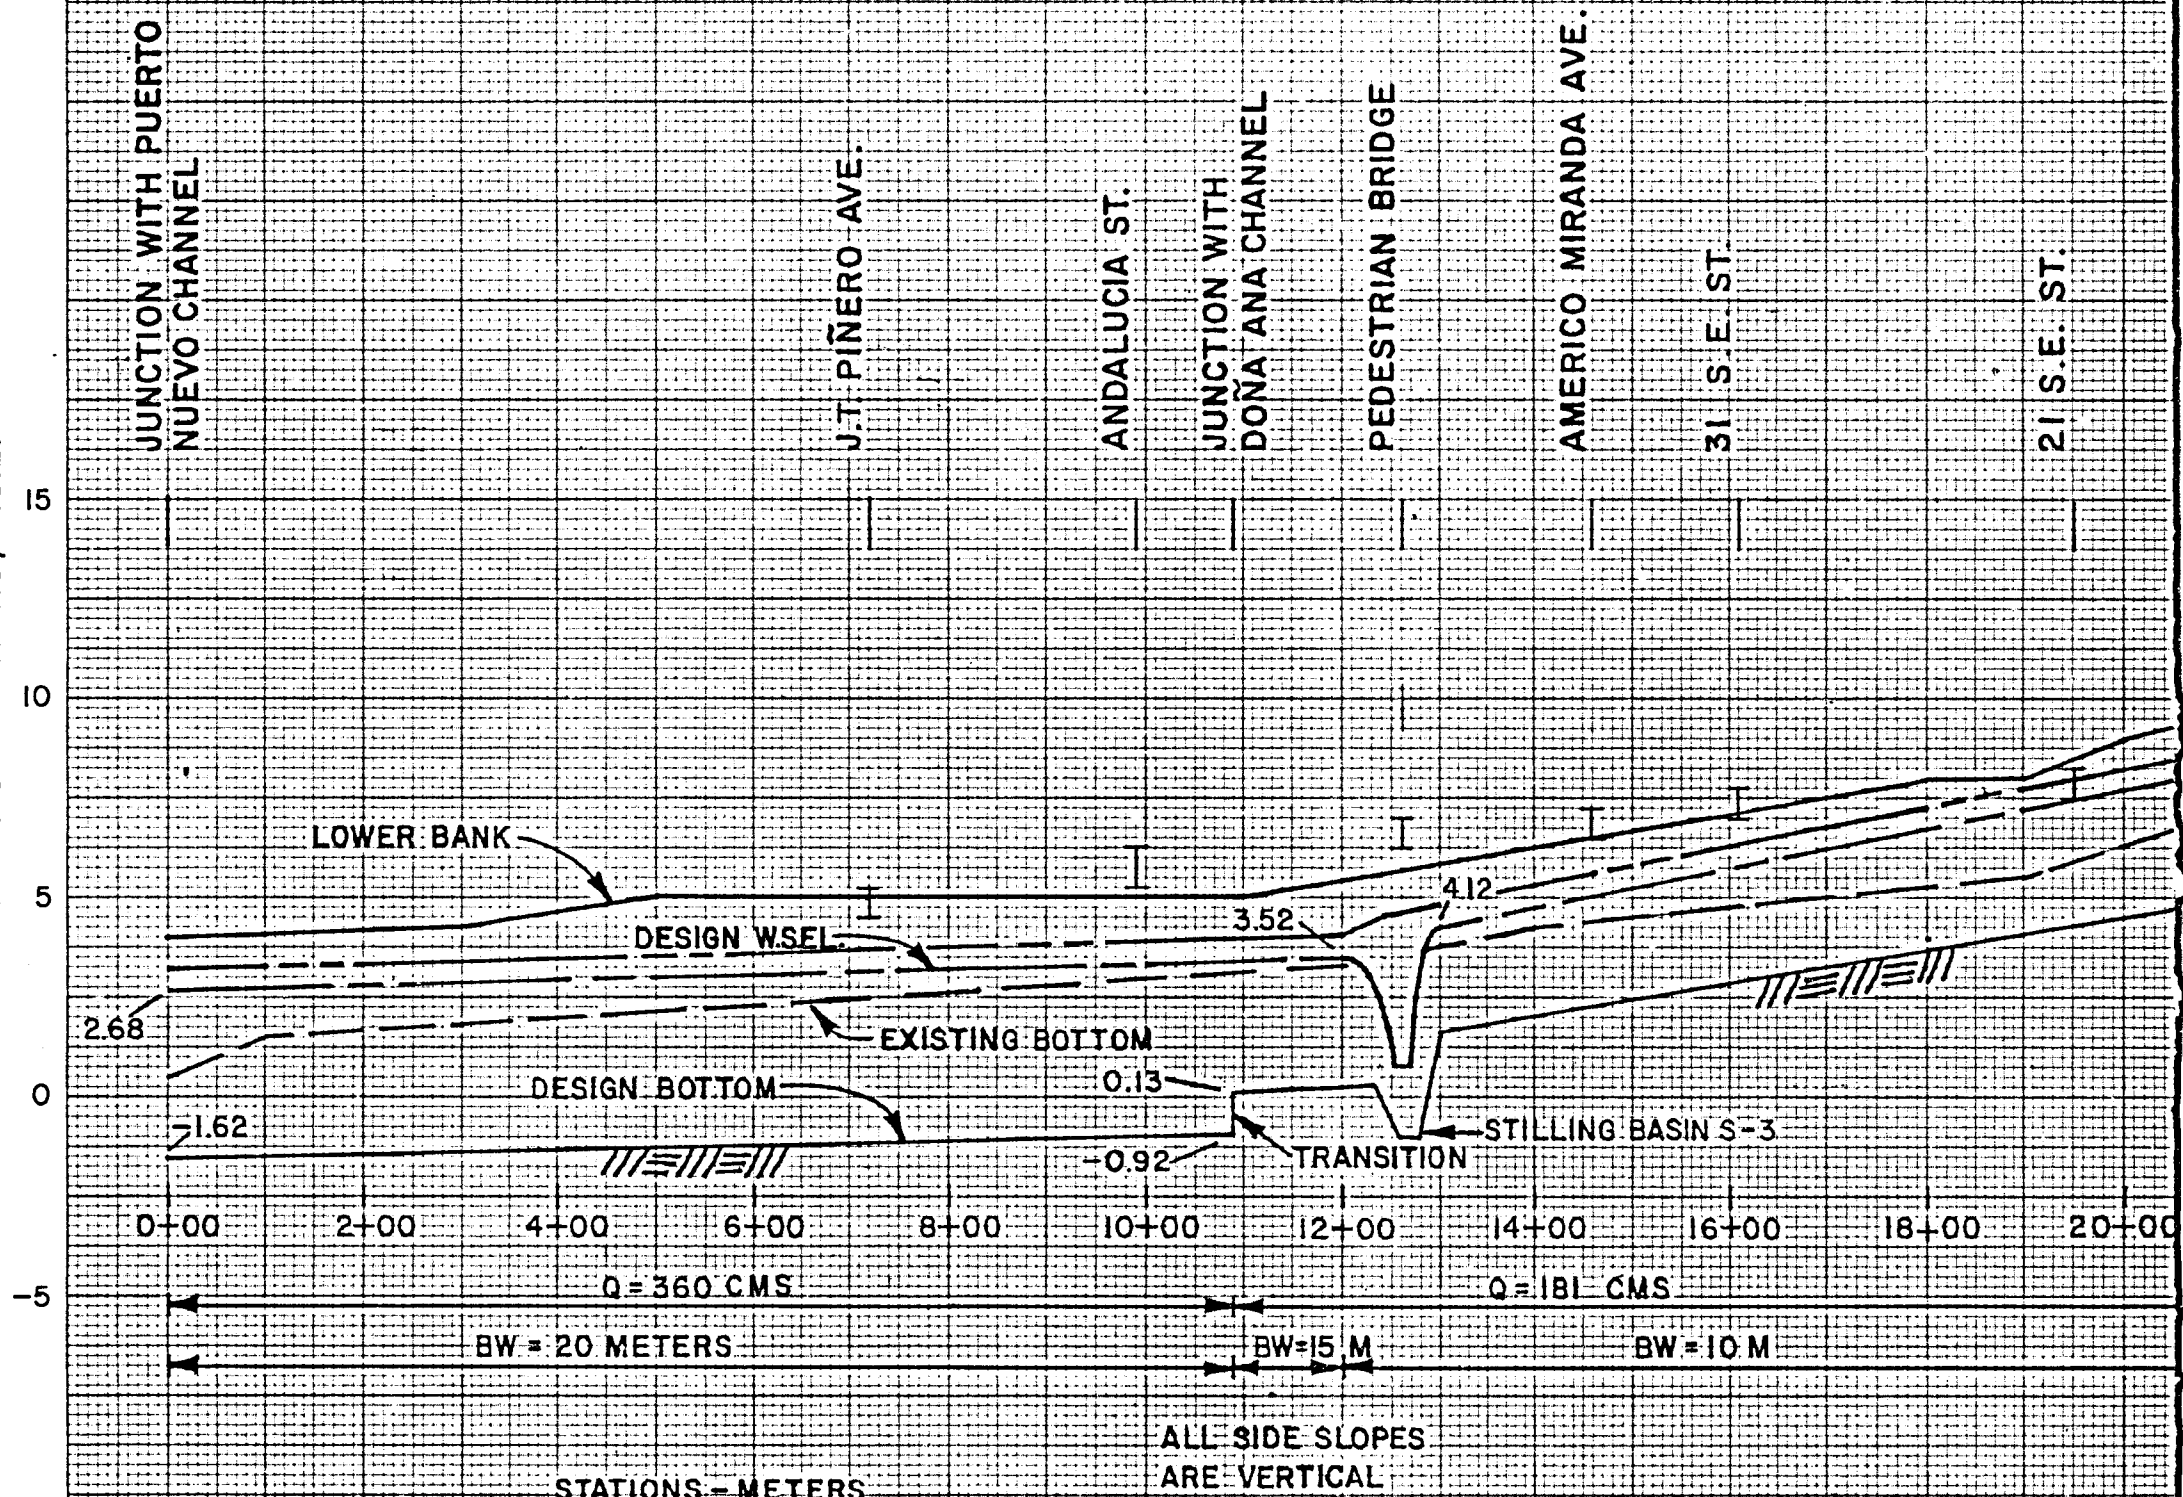 JUNCTION WITH PUERTO
NUEVO CHANNEL
J.T. PIÑERO AVE.
ANDALUCIA ST.
JUNCTION WITH
DOÑA ANA CHANNEL
PEDESTRIAN BRIDGE
AMERICO MIRANDA AVE.
31 S.E. ST.
21 S.E. ST.
15
10
5
0
-5
LOWER BANK
DESIGN W.S.EL.
3.52
4.12
2.68
EXISTING BOTTOM
DESIGN BOTTOM
0.13
-1.62
-0.92
TRANSITION
STILLING BASIN S-3
0+00
2+00
4+00
6+00
8+00
10+00
12+00
14+00
16+00
18+00
20+00
Q = 360 CMS
Q = 181 CMS
BW = 20 METERS
BW=15 M
BW = 10 M
ALL SIDE SLOPES
ARE VERTICAL
STATIONS - METERS